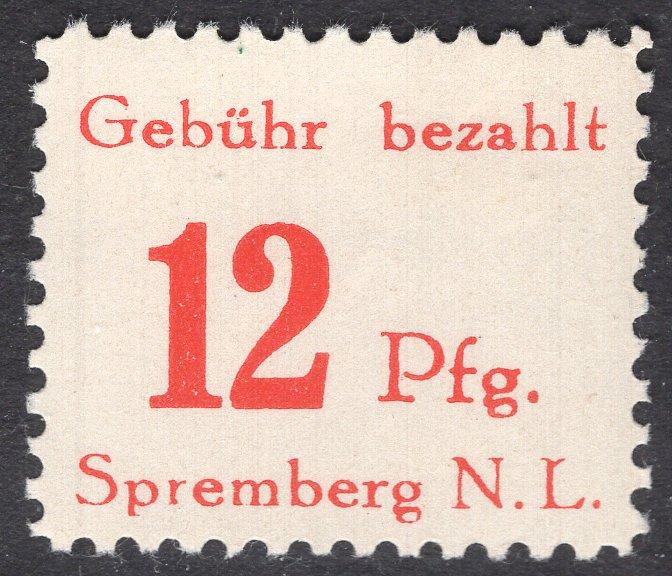 Gebühr bezahlt
12 Pfg.
Spremberg N. L.